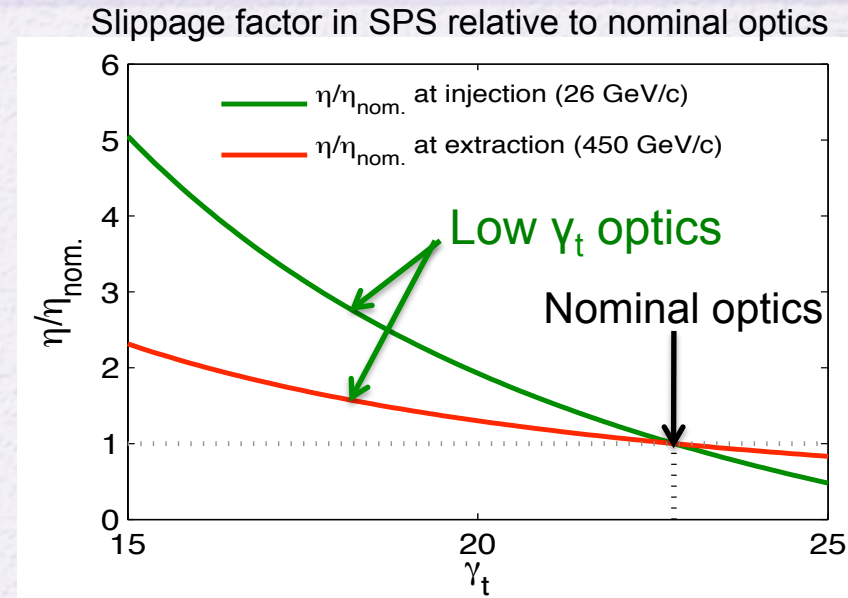 Slippage factor in SPS relative to nominal optics
6
5
4
3
2
1
0
η/ηnom.
η/ηnom. at injection (26 GeV/c)
η/ηnom. at extraction (450 GeV/c)
Low γt optics
Nominal optics
15
20
25
γt